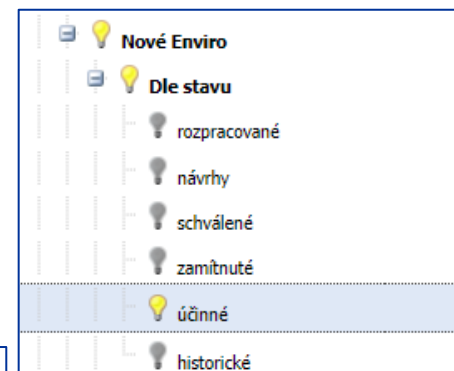 Nové Enviro
Dle stavu
rozpracované
návrhy
schválené
zamítnuté
účinné
historické